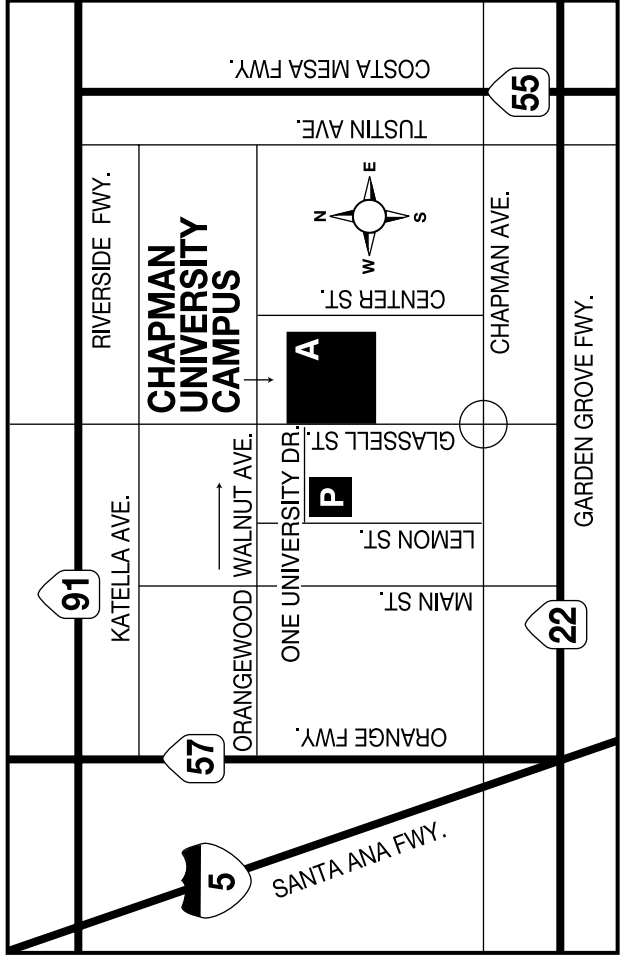 COSTA MESA FWY.
55
TUSTIN AVE.
RIVERSIDE FWY.
CHAPMAN
UNIVERSITY
CAMPUS
N
E
S
W
CENTER ST.
CHAPMAN AVE.
A
GLASSELL ST.
GARDEN GROVE FWY.
KATELLA AVE.
ORANGEWOOD WALNUT AVE.
ONE UNIVERSITY DR.
P
LEMON ST.
MAIN ST.
91
22
57
ORANGE FWY.
5
SANTA ANA FWY.